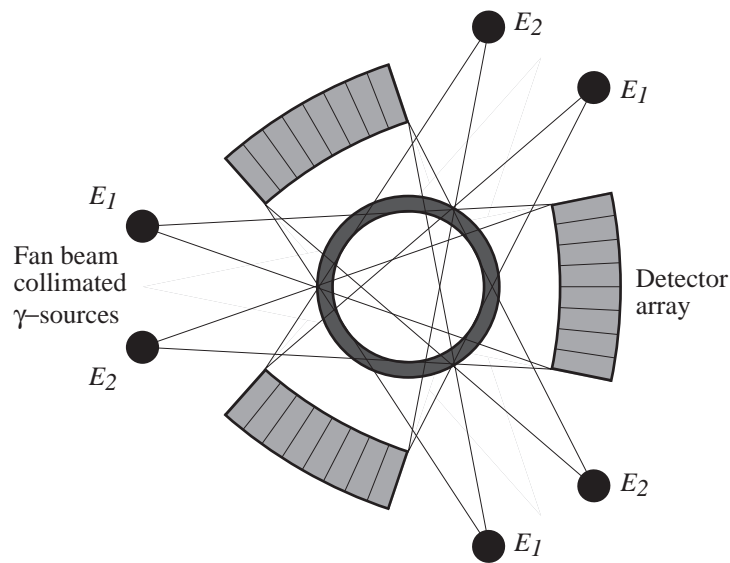 E2
E1
E1
Fan beam
collimated
γ–sources
Detector
array
E2
E2
E1